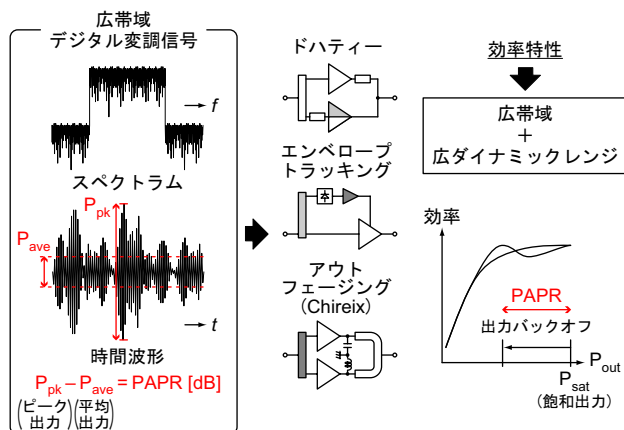 広帯域
デジタル変調信号
f
スペクトラム
P_pk
P_ave
t
時間波形
P_pk − P_ave = PAPR [dB]
(ピーク出力)(平均出力)
ドハティー
エンベロープ
トラッキング
アウト
フェージング
(Chireix)
効率特性
広帯域
+
広ダイナミックレンジ
効率
PAPR
出力バックオフ
P_out
P_sat
(飽和出力)